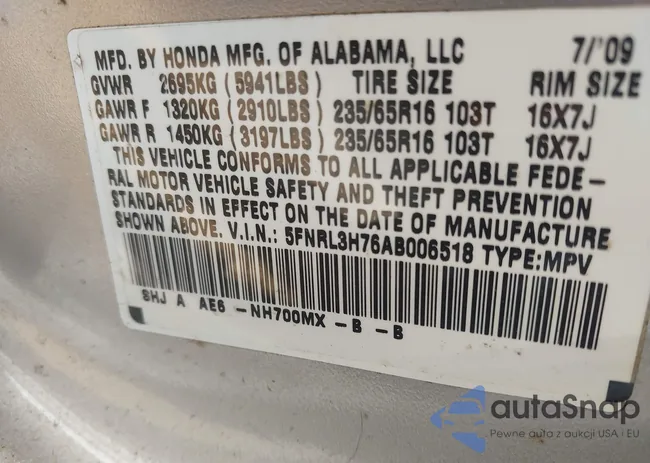 MFD. BY HONDA MFG. OF ALABAMA, LLC 7/'09
GVWR 2695KG (5941LBS) TIRE SIZE RIM SIZE
GAWR F 1320KG (2910LBS) 235/65R16 103T 16X7J
GAWR R 1450KG (3197LBS) 235/65R16 103T 16X7J
THIS VEHICLE CONFORMS TO ALL APPLICABLE FEDE-
RAL MOTOR VEHICLE SAFETY AND THEFT PREVENTION
STANDARDS IN EFFECT ON THE DATE OF MANUFACTURE
SHOWN ABOVE. V.I.N.: 5FNRL3H76AB006518 TYPE:MPV
SHJ A AE6 -NH700MX -B -B
autaSnap
Pewne auta z aukcji USA i EU